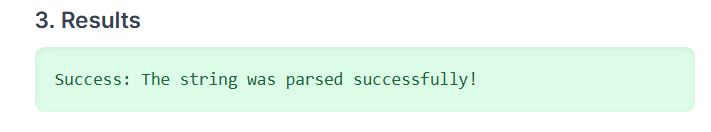 3. Results
Success: The string was parsed successfully!